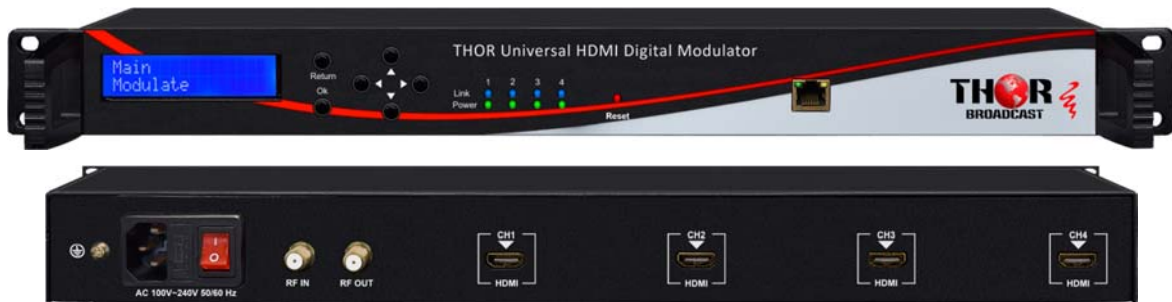 THOR Universal HDMI Digital Modulator
Main
Modulate
Return
Ok
1 2 3 4
Link
Power
Reset
THOR
BROADCAST
CH1 CH2 CH3 CH4
HDMI HDMI HDMI HDMI
I
O
RF IN RF OUT
AC 100V~240V 50/60 Hz